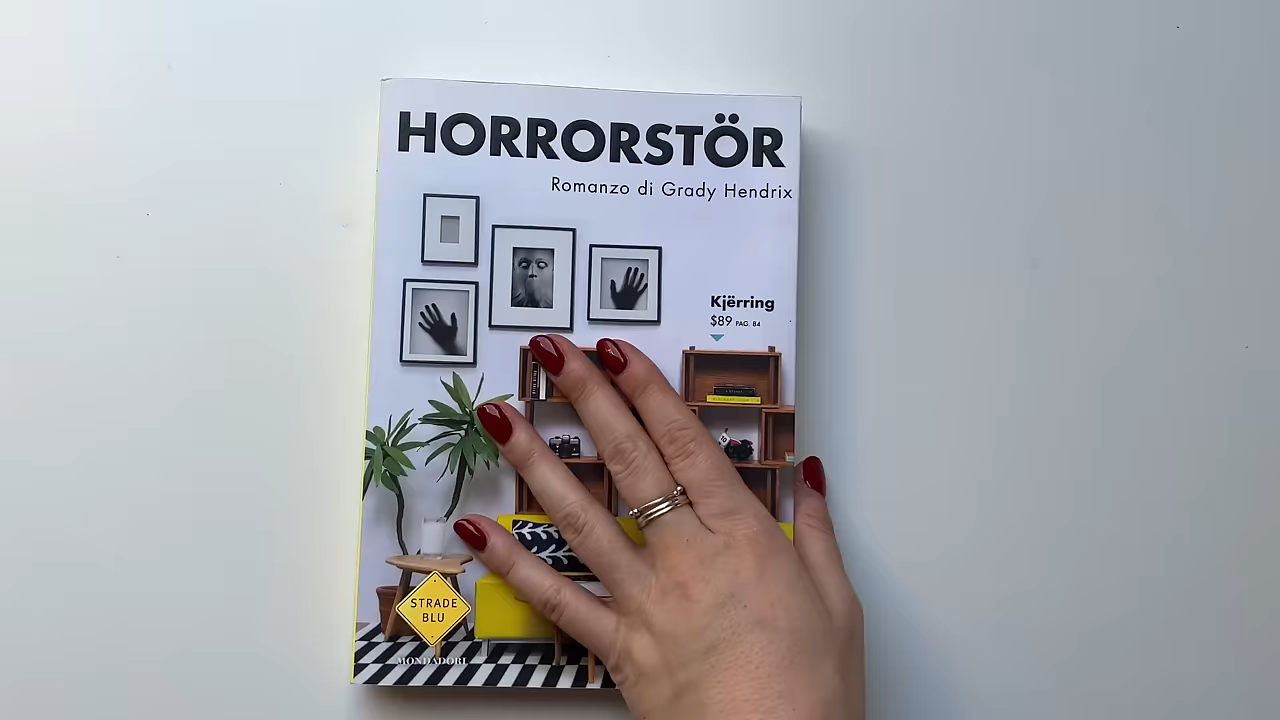 HORRORSTÖR
Romanzo di Grady Hendrix
Kjërring
$89 PAG. 84
STRADE
BLU
MONDADORI